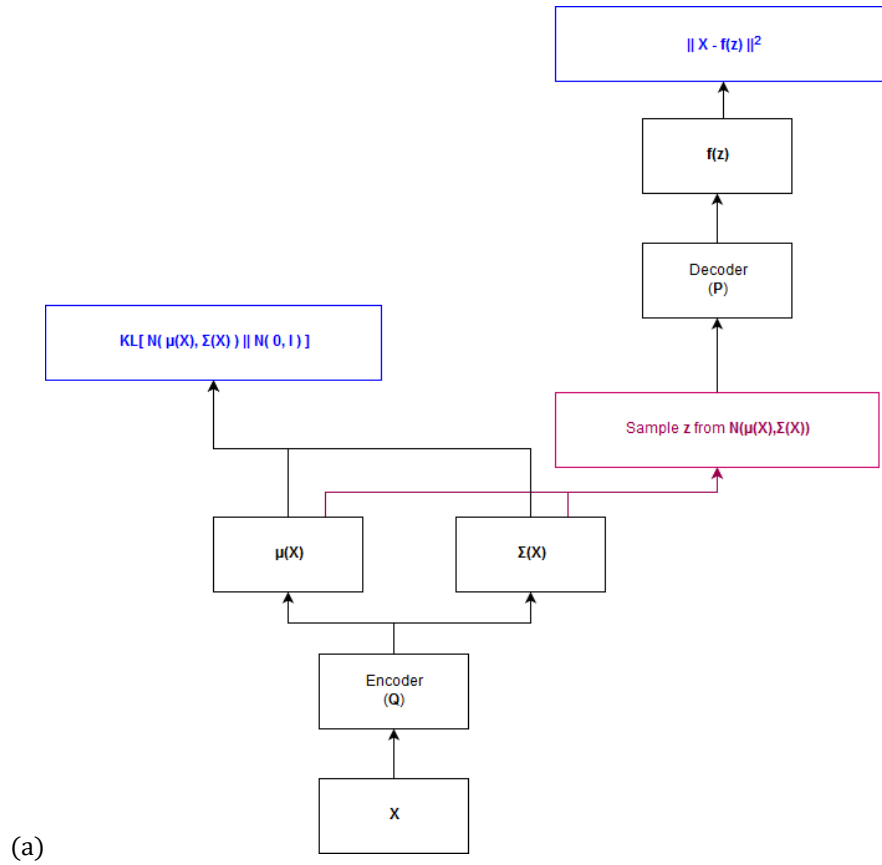 || X - f(z) ||²
f(z)
Decoder
(P)
KL[ N( μ(X), Σ(X) ) || N( 0, I ) ]
Sample z from N(μ(X),Σ(X))
μ(X)
Σ(X)
Encoder
(Q)
X
(a)